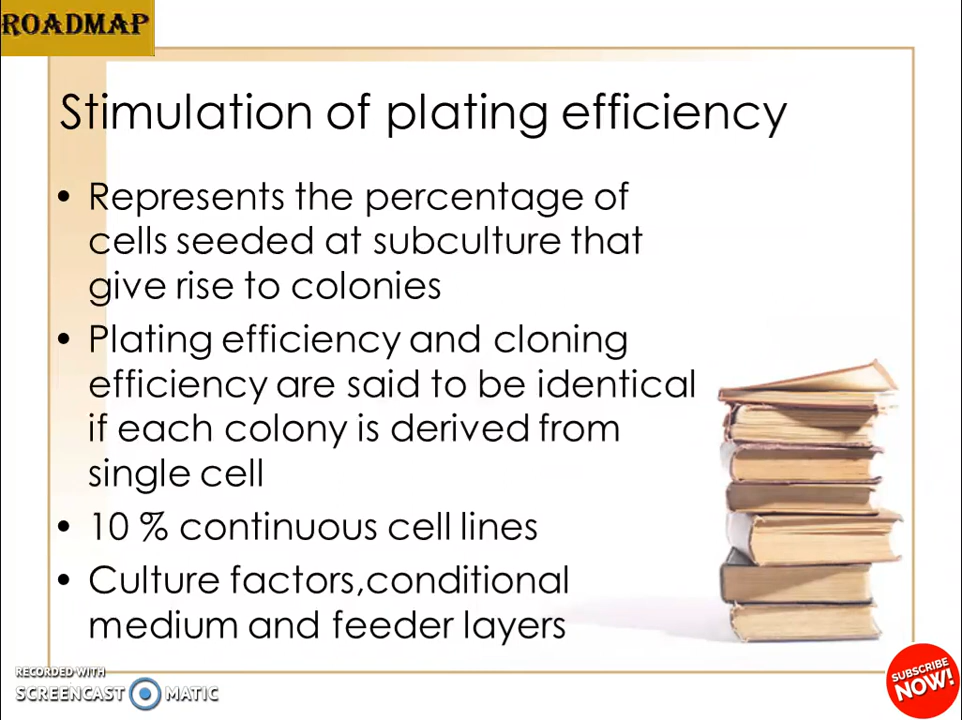 ROADMAP
Stimulation of plating efficiency
• Represents the percentage of
cells seeded at subculture that
give rise to colonies
• Plating efficiency and cloning
efficiency are said to be identical
if each colony is derived from
single cell
• 10 % continuous cell lines
• Culture factors,conditional
medium and feeder layers
RECORDED WITH
SCREENCAST MATIC
SUBSCRIBE
NOW!